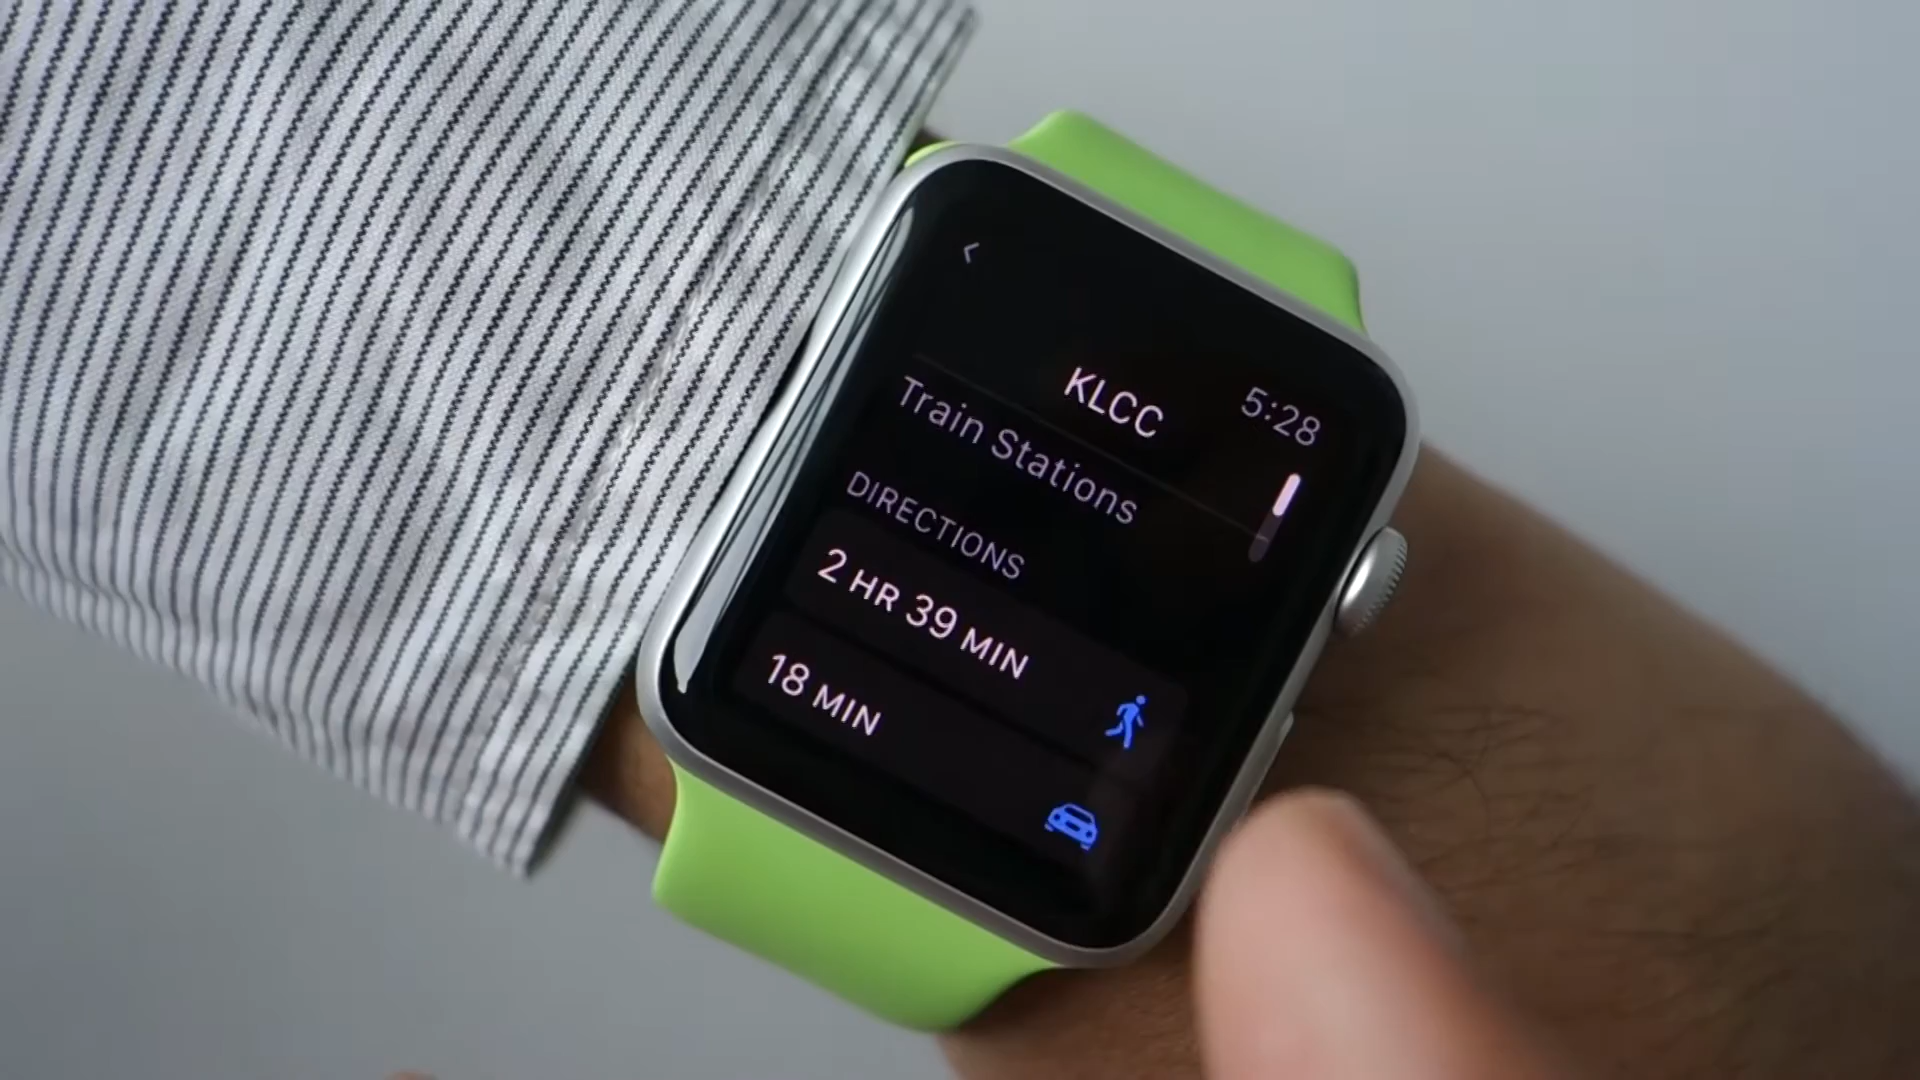 <
KLCC
5:28
Train Stations
DIRECTIONS
2 HR 39 MIN
18 MIN